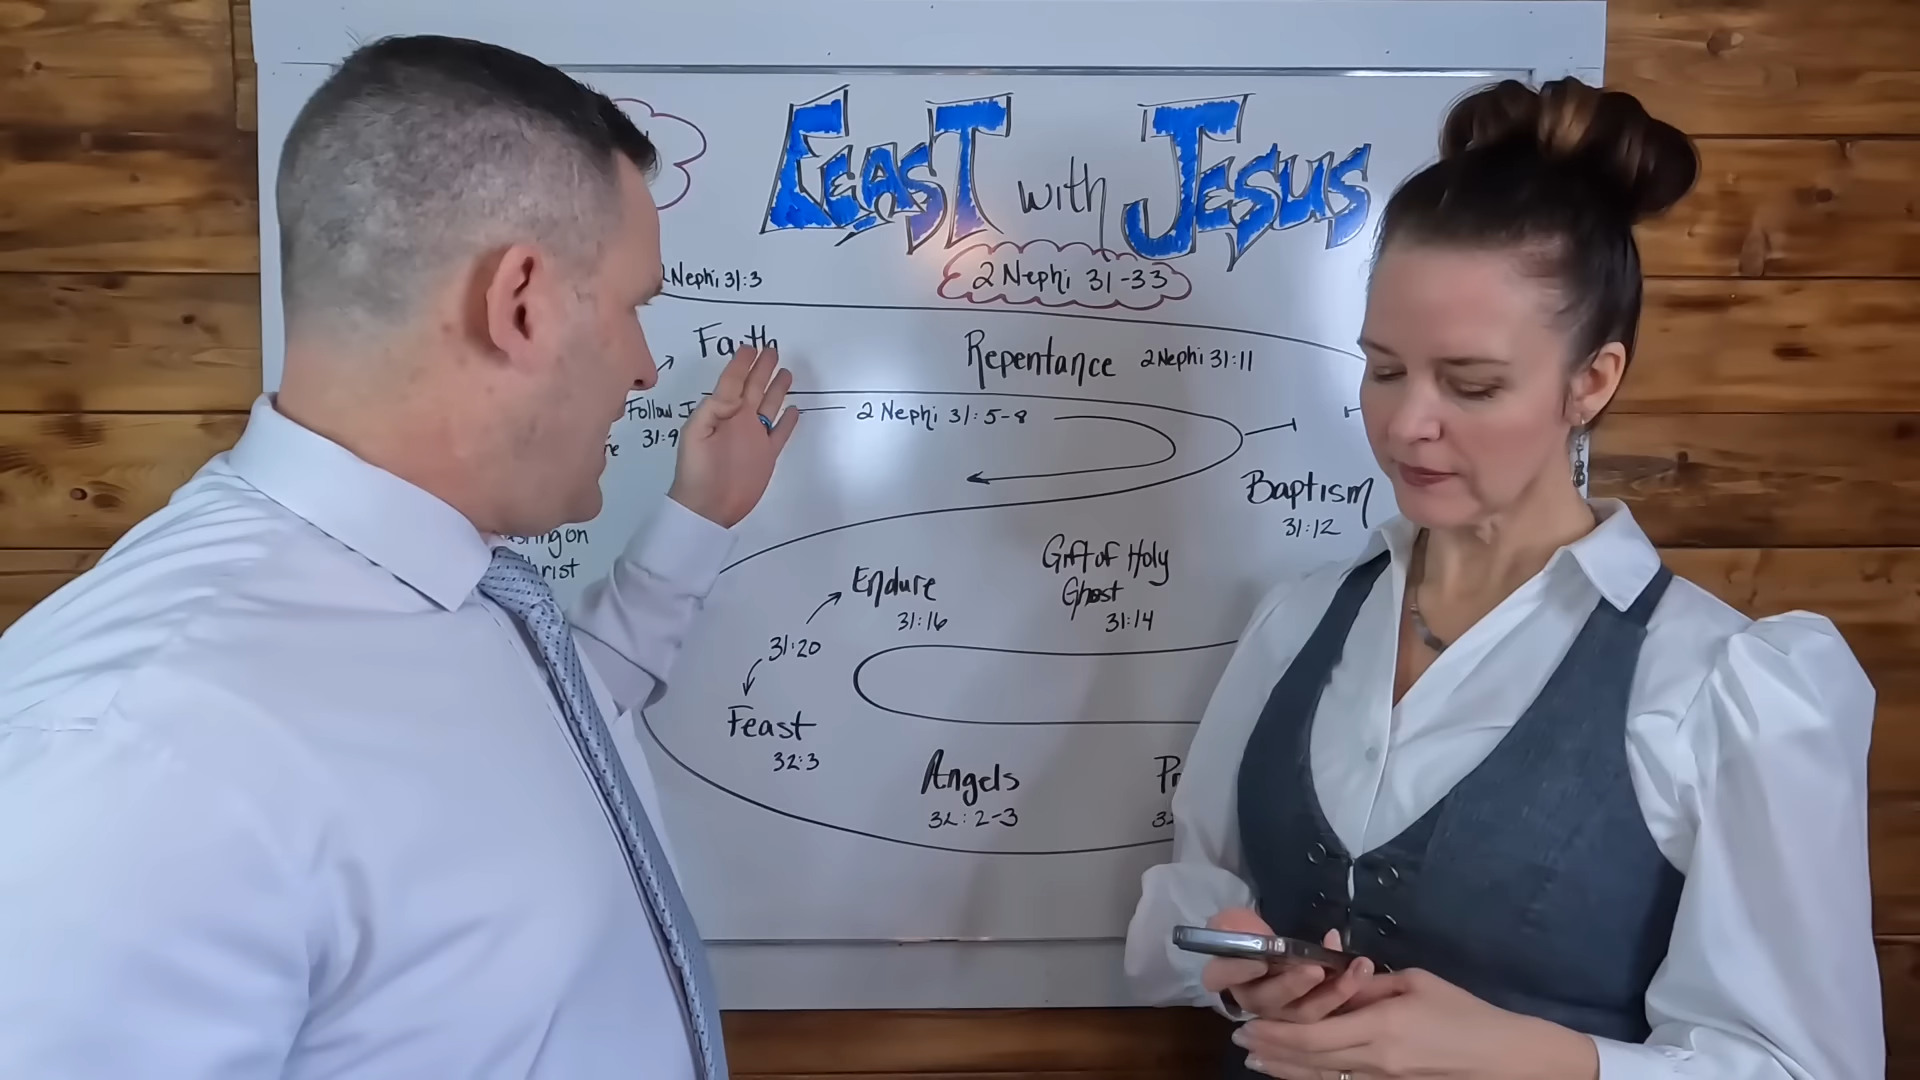 FEAST with JESUS
2 Nephi 31:3
2 Nephi 31-33
Faith
Repentance 2 Nephi 31:11
Follow
31:9
2 Nephi 31:5-8
Baptism
31:12
on
Endure
31:16
Gift of Holy
Ghost
31:14
31:20
Feast
32:3
Angels
32:2-3